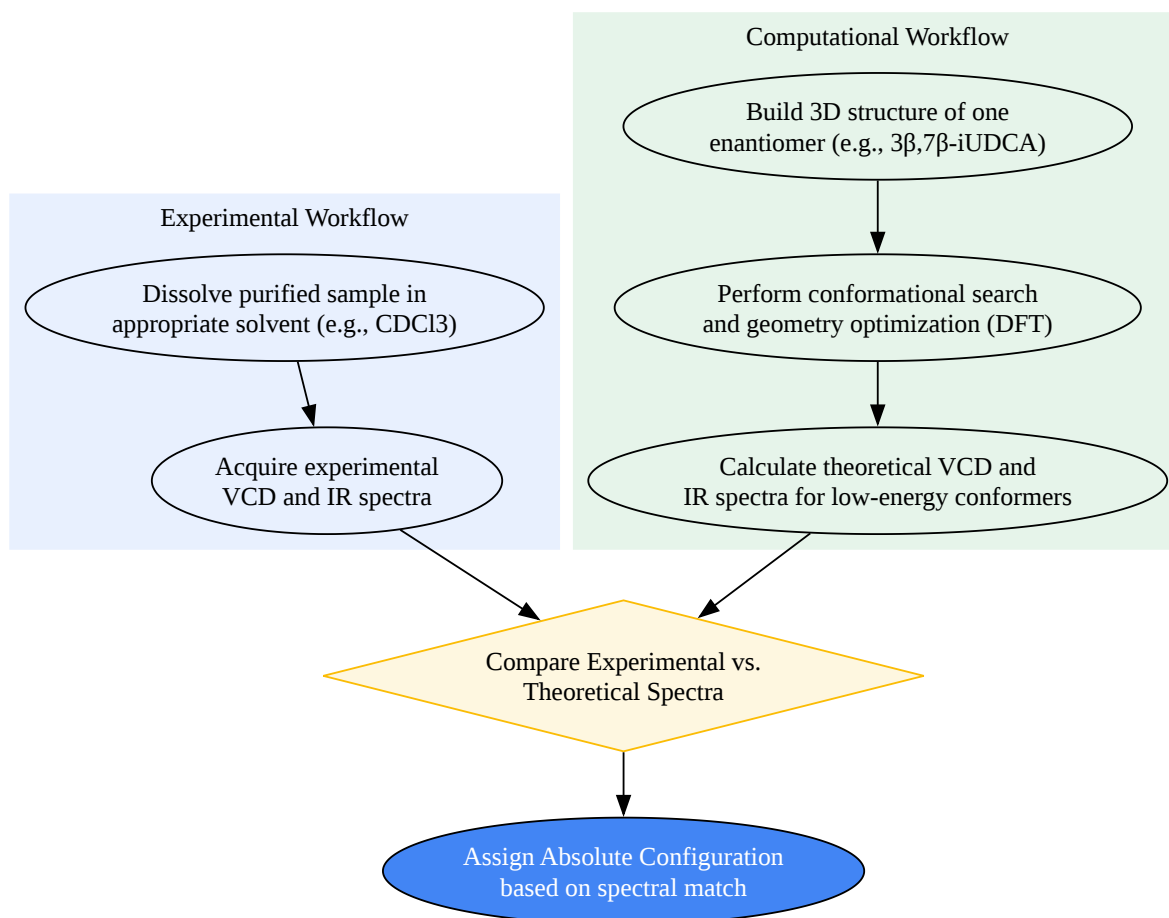 Computational Workflow
Build 3D structure of one
enantiomer (e.g., 3β,7β-iUDCA)
Experimental Workflow
Dissolve purified sample in
appropriate solvent (e.g., CDCl3)
Perform conformational search
and geometry optimization (DFT)
Acquire experimental
VCD and IR spectra
Calculate theoretical VCD and
IR spectra for low-energy conformers
Compare Experimental vs.
Theoretical Spectra
Assign Absolute Configuration
based on spectral match